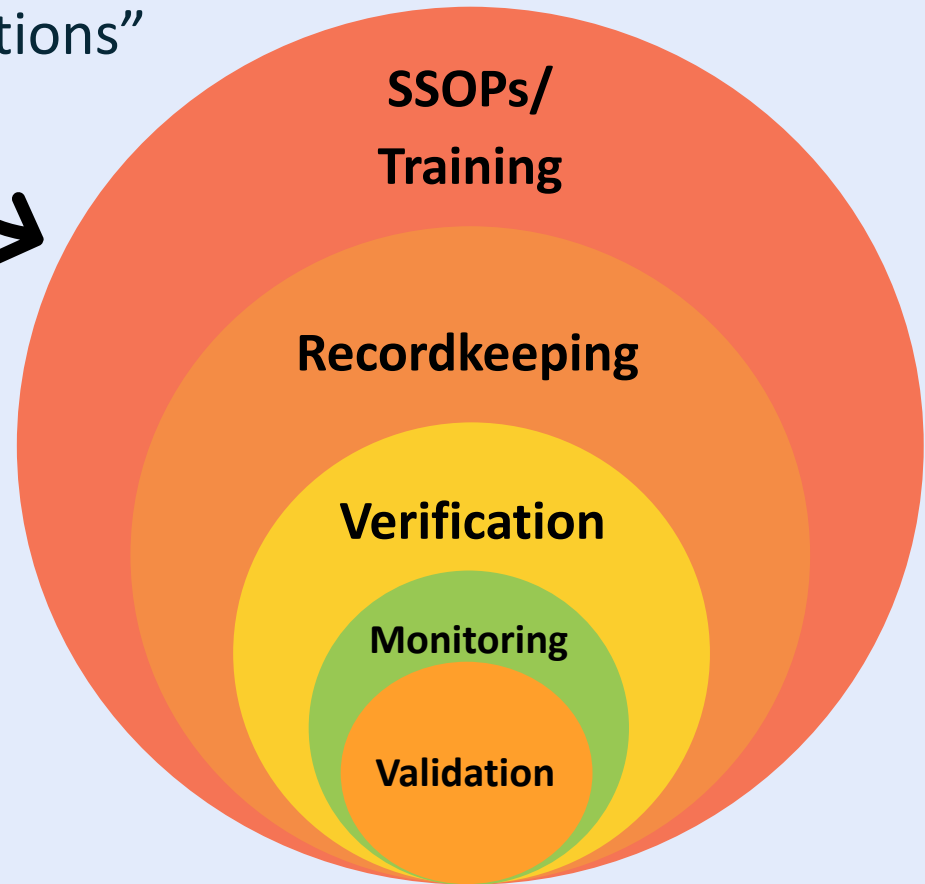 tions”
SSOPs/
Training
Recordkeeping
Verification
Monitoring
Validation